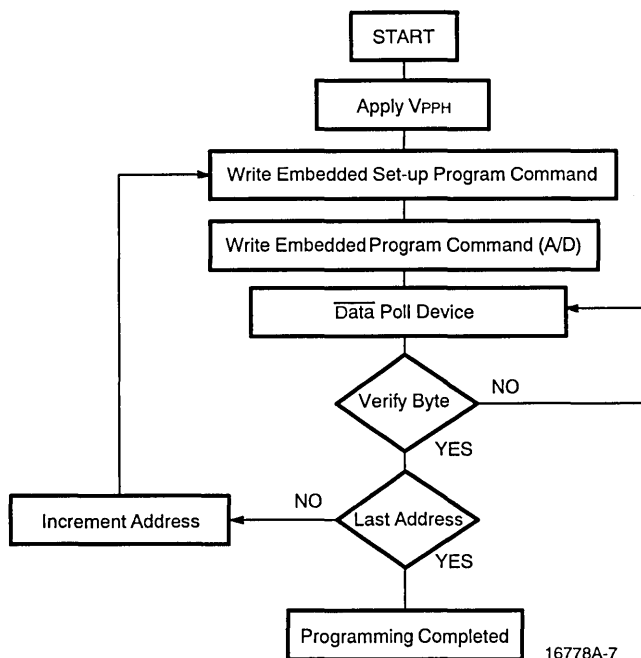 START
Apply VPPH
Write Embedded Set-up Program Command
Write Embedded Program Command (A/D)
Data Poll Device
Verify Byte
NO
YES
NO
Increment Address
Last Address
YES
Programming Completed
16778A-7